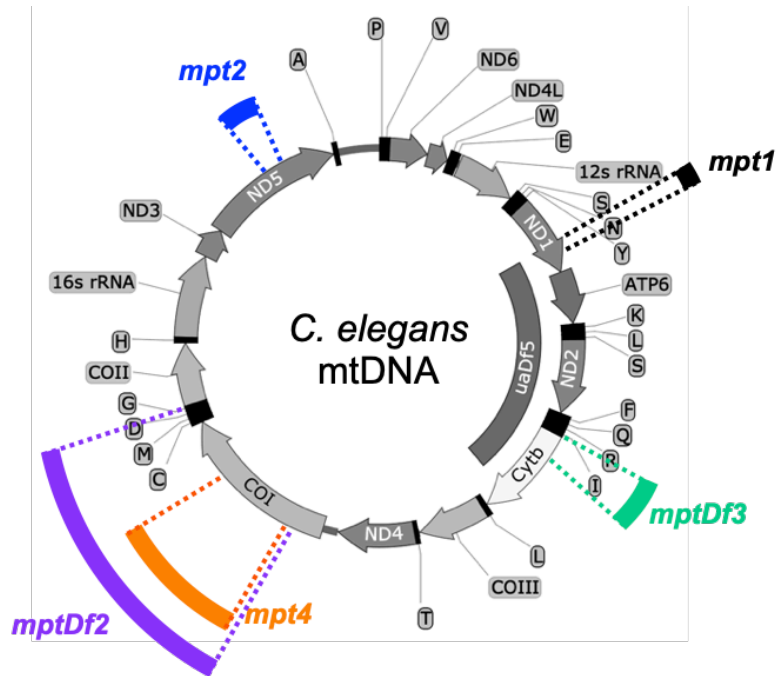 P
V
A
ND6
mpt2
ND4L
W
E
12s rRNA
mpt1
S
N
Y
ND5
ND1
ND3
ATP6
16s rRNA
K
L
S
C. elegans
mtDNA
uaDf5
ND2
H
COII
F
G
Q
D
R
M
I
C
Cytb
COI
mptDf3
ND4
L
COIII
mpt4
T
mptDf2